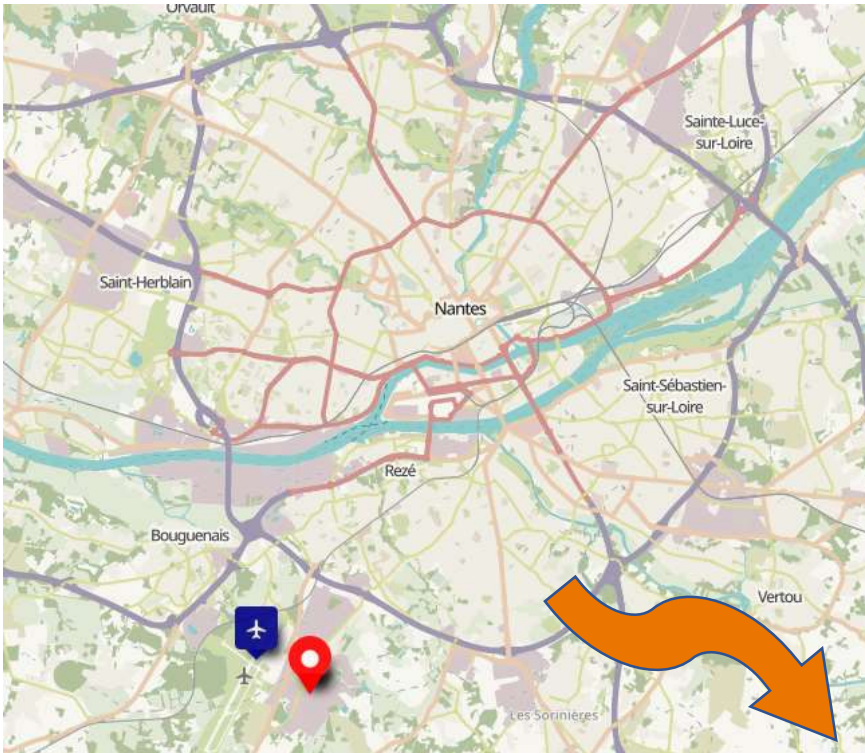 Orvault
Sainte-Luce-
sur-Loire
Saint-Herblain
Nantes
Saint-Sébastien-
sur-Loire
Rezé
Bouguenais
Vertou
Les Sorinières